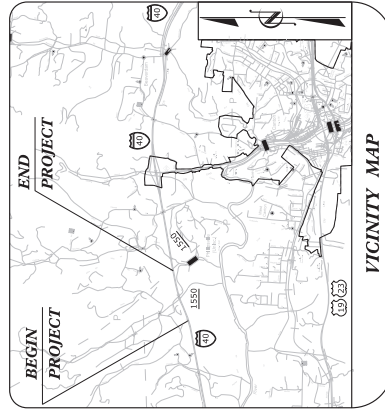 40
BEGIN
PROJECT
END
PROJECT
40
40
1550
1550
19 23
N
VICINITY MAP